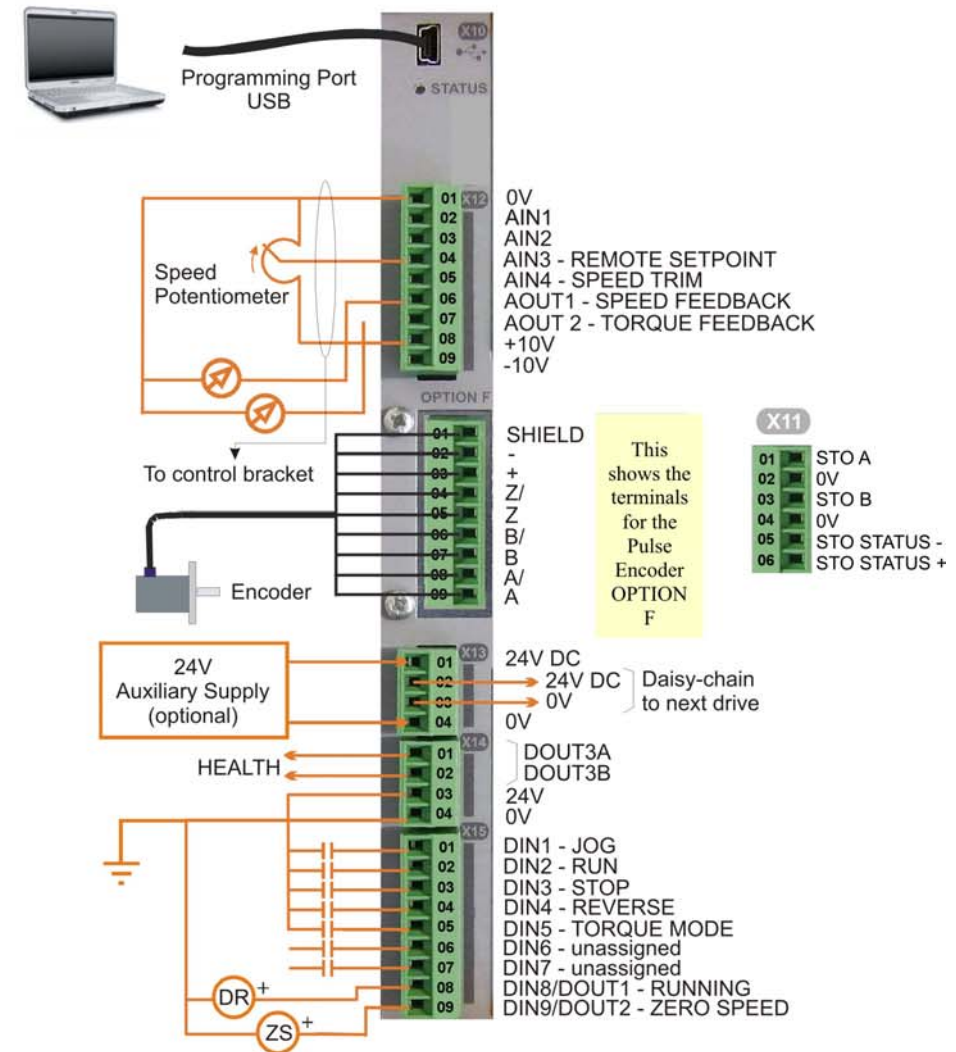 X10
Programming Port
USB
STATUS
X12
01 0V
02 AIN1
03 AIN2
04 AIN3 - REMOTE SETPOINT
05 AIN4 - SPEED TRIM
06 AOUT1 - SPEED FEEDBACK
07 AOUT 2 - TORQUE FEEDBACK
08 +10V
09 -10V
Speed
Potentiometer
To control bracket
OPTION F
01 SHIELD
02 -
03 +
04 Z/
05 Z
06 B/
07 B
08 A/
09 A
Encoder
This
shows the
terminals
for the
Pulse
Encoder
OPTION
F
X11
01 STO A
02 0V
03 STO B
04 0V
05 STO STATUS -
06 STO STATUS +
24V
Auxiliary Supply
(optional)
X13
01 24V DC
02 24V DC
03 0V
04 0V
Daisy-chain
to next drive
HEALTH
X14
01 DOUT3A
02 DOUT3B
03 24V
04 0V
X15
01 DIN1 - JOG
02 DIN2 - RUN
03 DIN3 - STOP
04 DIN4 - REVERSE
05 DIN5 - TORQUE MODE
06 DIN6 - unassigned
07 DIN7 - unassigned
08 DIN8/DOUT1 - RUNNING
09 DIN9/DOUT2 - ZERO SPEED
DR +
ZS +